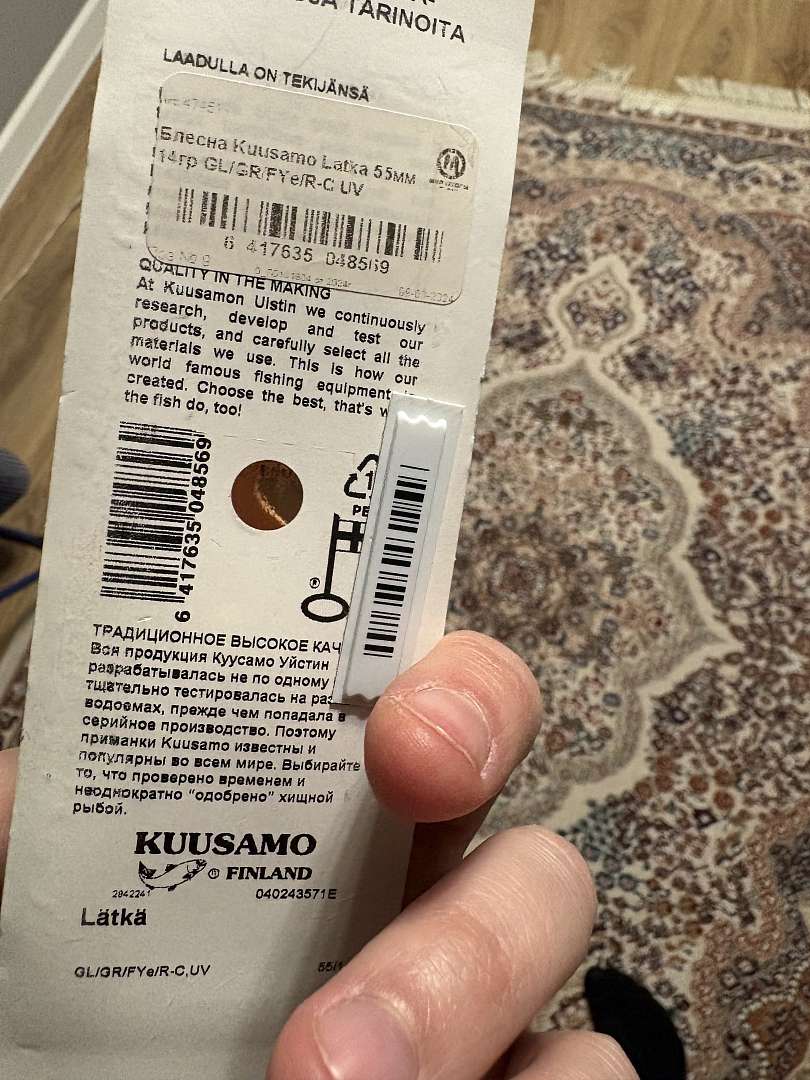 JA TARINOITA
LAADULLA ON TEKIJÄNSÄ
Блесна Kuusamo Latka 55мм
14гр GL/GR/FYe/R-C UV
6 417635 048569
09-07-2024
QUALITY IN THE MAKING
At Kuusamon Uistin we continuously
research, develop and test our
products, and carefully select all the
materials we use. This is how our
world famous fishing equipment
created. Choose the best, that's
the fish do, too!
6 417635 048569
®
ТРАДИЦИОННОЕ ВЫСОКОЕ
Вся продукция Куусамо Уйстин
разрабатывалась не по одному
тщательно тестировалась на
водоемах, прежде чем попадала в
серийное производство. Поэтому
приманки Kuusamo известны и
популярны во всем мире. Выбирайте
то, что проверено временем и
неоднократно "одобрено" хищной
рыбой.
KUUSAMO
® FINLAND
2942241 040243571E
Lätkä
GL/GR/FYe/R-C,UV